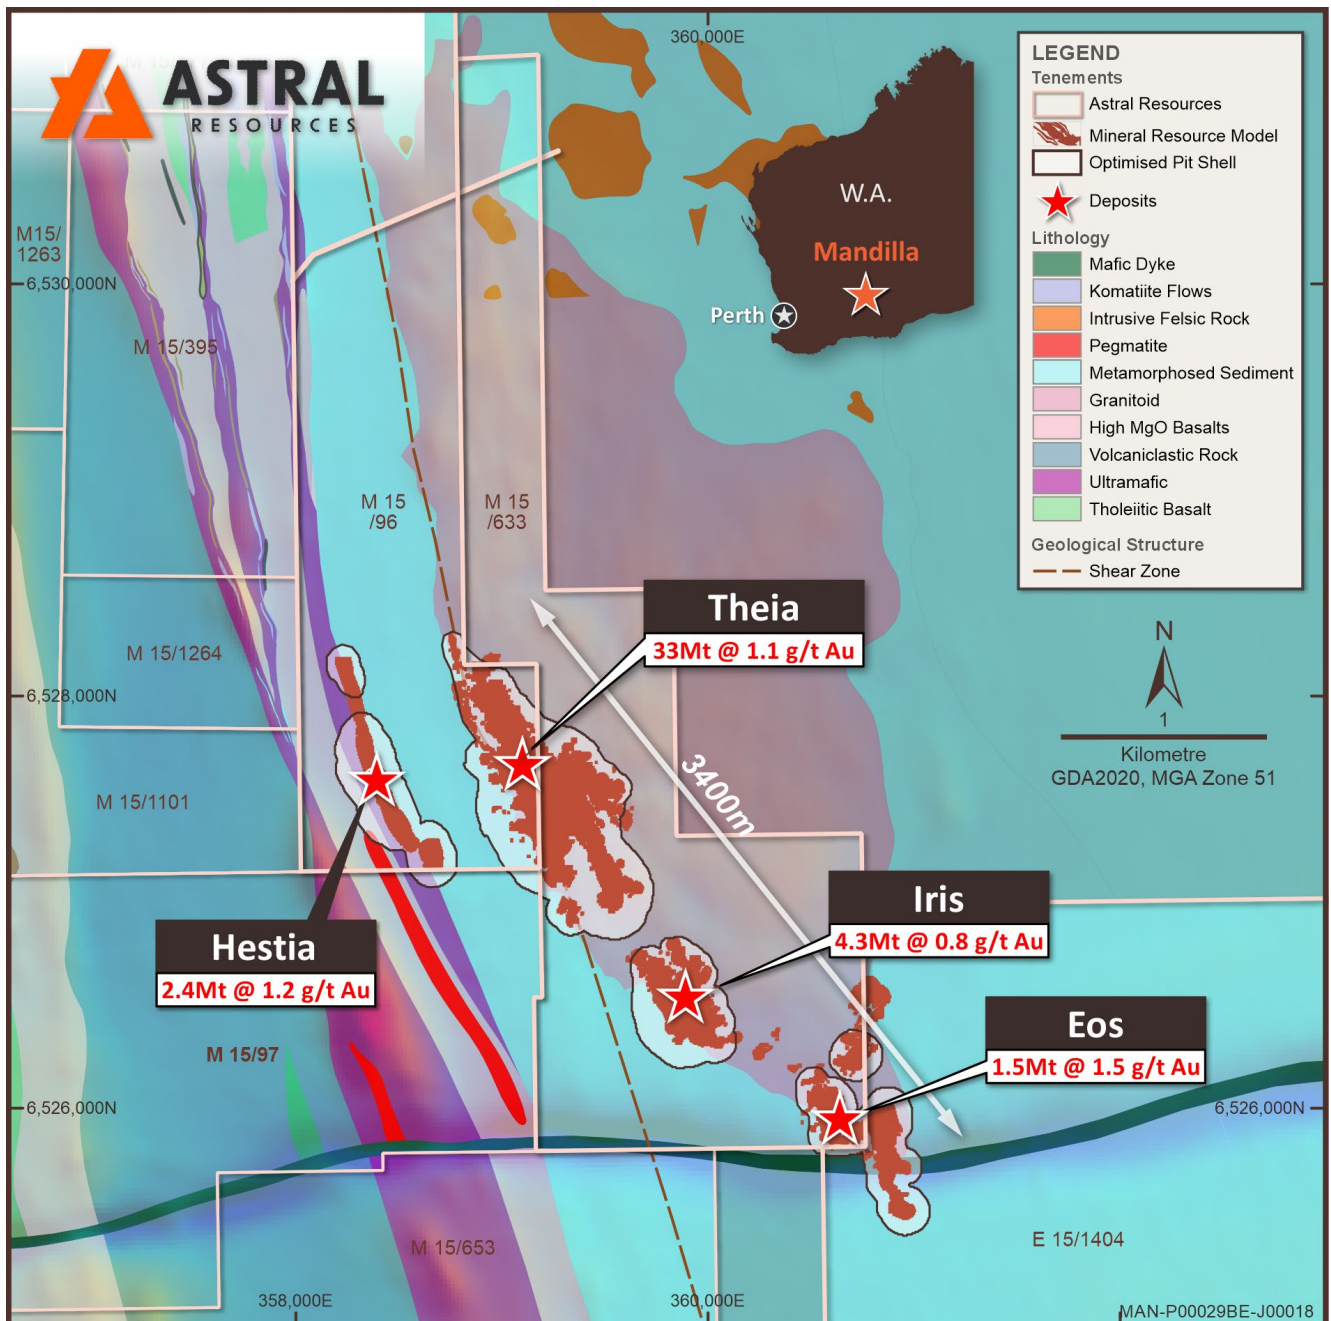 ASTRAL
RESOURCES
360,000E
LEGEND
Tenements
Astral Resources
Mineral Resource Model
Optimised Pit Shell
Deposits
Lithology
Mafic Dyke
Komatiite Flows
Intrusive Felsic Rock
Pegmatite
Metamorphosed Sediment
Granitoid
High MgO Basalts
Volcaniclastic Rock
Ultramafic
Tholeiitic Basalt
Geological Structure
Shear Zone
W.A.
Mandilla
Perth
M15/
1263
6,530,000N
M 15/395
M 15
/96
M 15
/633
Theia
33Mt @ 1.1 g/t Au
N
1
Kilometre
GDA2020, MGA Zone 51
M 15/1264
6,528,000N
M 15/1101
3400m
Iris
4.3Mt @ 0.8 g/t Au
Hestia
2.4Mt @ 1.2 g/t Au
Eos
1.5Mt @ 1.5 g/t Au
M 15/97
6,526,000N
6,526,000N
M 15/653
E 15/1404
358,000E
360,000E
MAN-P00029BE-J00018